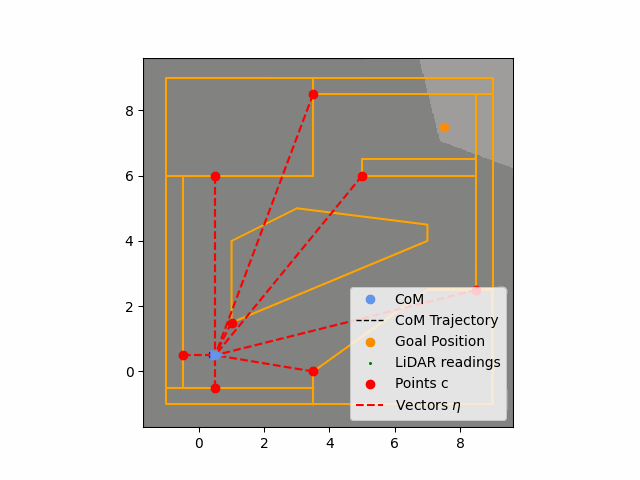 8
6
4
2
0
0 2 4 6 8
CoM
CoM Trajectory
Goal Position
LiDAR readings
Points c
Vectors η